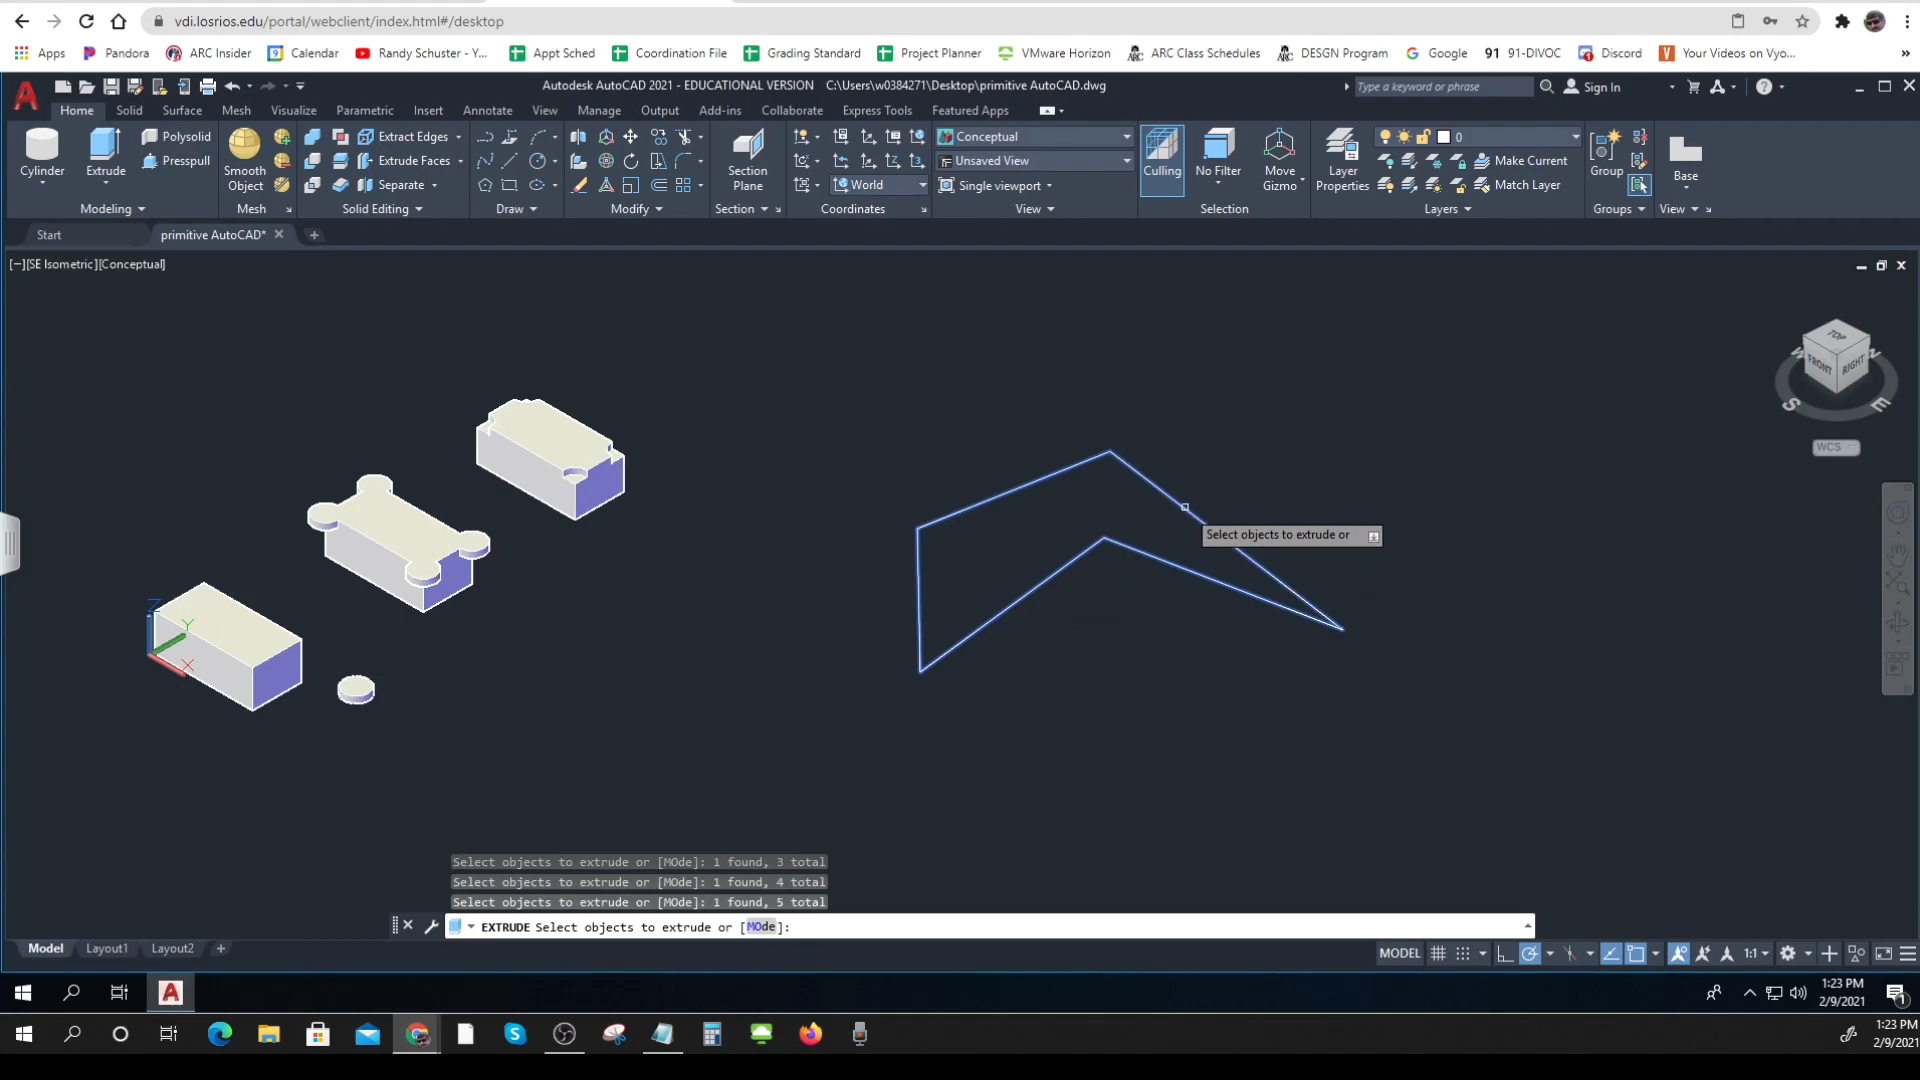 vdi.losrios.edu/portal/webclient/index.html#/desktop
Apps Pandora ARC Insider Calendar Randy Schuster - Y... Appt Sched Coordination File Grading Standard Project Planner VMware Horizon ARC Class Schedules DESGN Program Google 91 91-DIVOC Discord Your Videos on Vyo... »
Autodesk AutoCAD 2021 - EDUCATIONAL VERSION C:\Users\w0384271\Desktop\primitive AutoCAD.dwg Type a keyword or phrase Sign In
Home Solid Surface Mesh Visualize Parametric Insert Annotate View Manage Output Add-ins Collaborate Express Tools Featured Apps
Polysolid Extract Edges Conceptual 0
Presspull Extrude Faces Unsaved View Make Current
Cylinder Extrude Smooth Object Separate Section Plane World Single viewport Culling No Filter Move Gizmo Layer Properties Match Layer Group Base
Modeling Mesh Solid Editing Draw Modify Section Coordinates View Selection Layers Groups View
Start primitive AutoCAD* +
[−][SE Isometric][Conceptual]
TOP
FRONT RIGHT
W N
S E
WCS
Select objects to extrude or
Z
Y
X
Select objects to extrude or [MOde]: 1 found, 3 total
Select objects to extrude or [MOde]: 1 found, 4 total
Select objects to extrude or [MOde]: 1 found, 5 total
EXTRUDE Select objects to extrude or [MOde]:
Model Layout1 Layout2 + MODEL 1:1
1:23 PM
2/9/2021
1
1:23 PM
2/9/2021